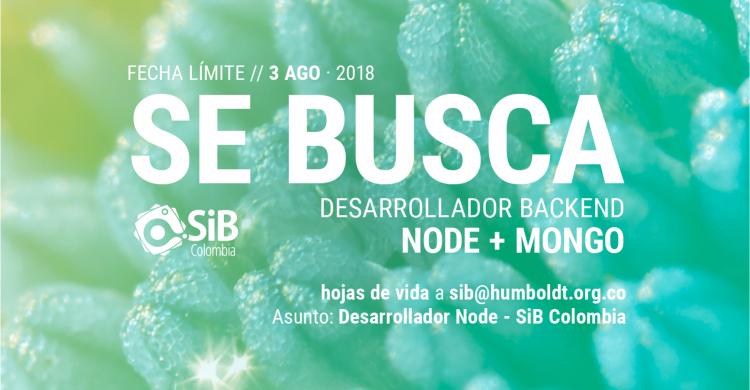 FECHA LÍMITE // 3 AGO · 2018
SE BUSCA
DESARROLLADOR BACKEND
NODE + MONGO
SiB
Colombia
hojas de vida a sib@humboldt.org.co
Asunto: Desarrollador Node - SiB Colombia